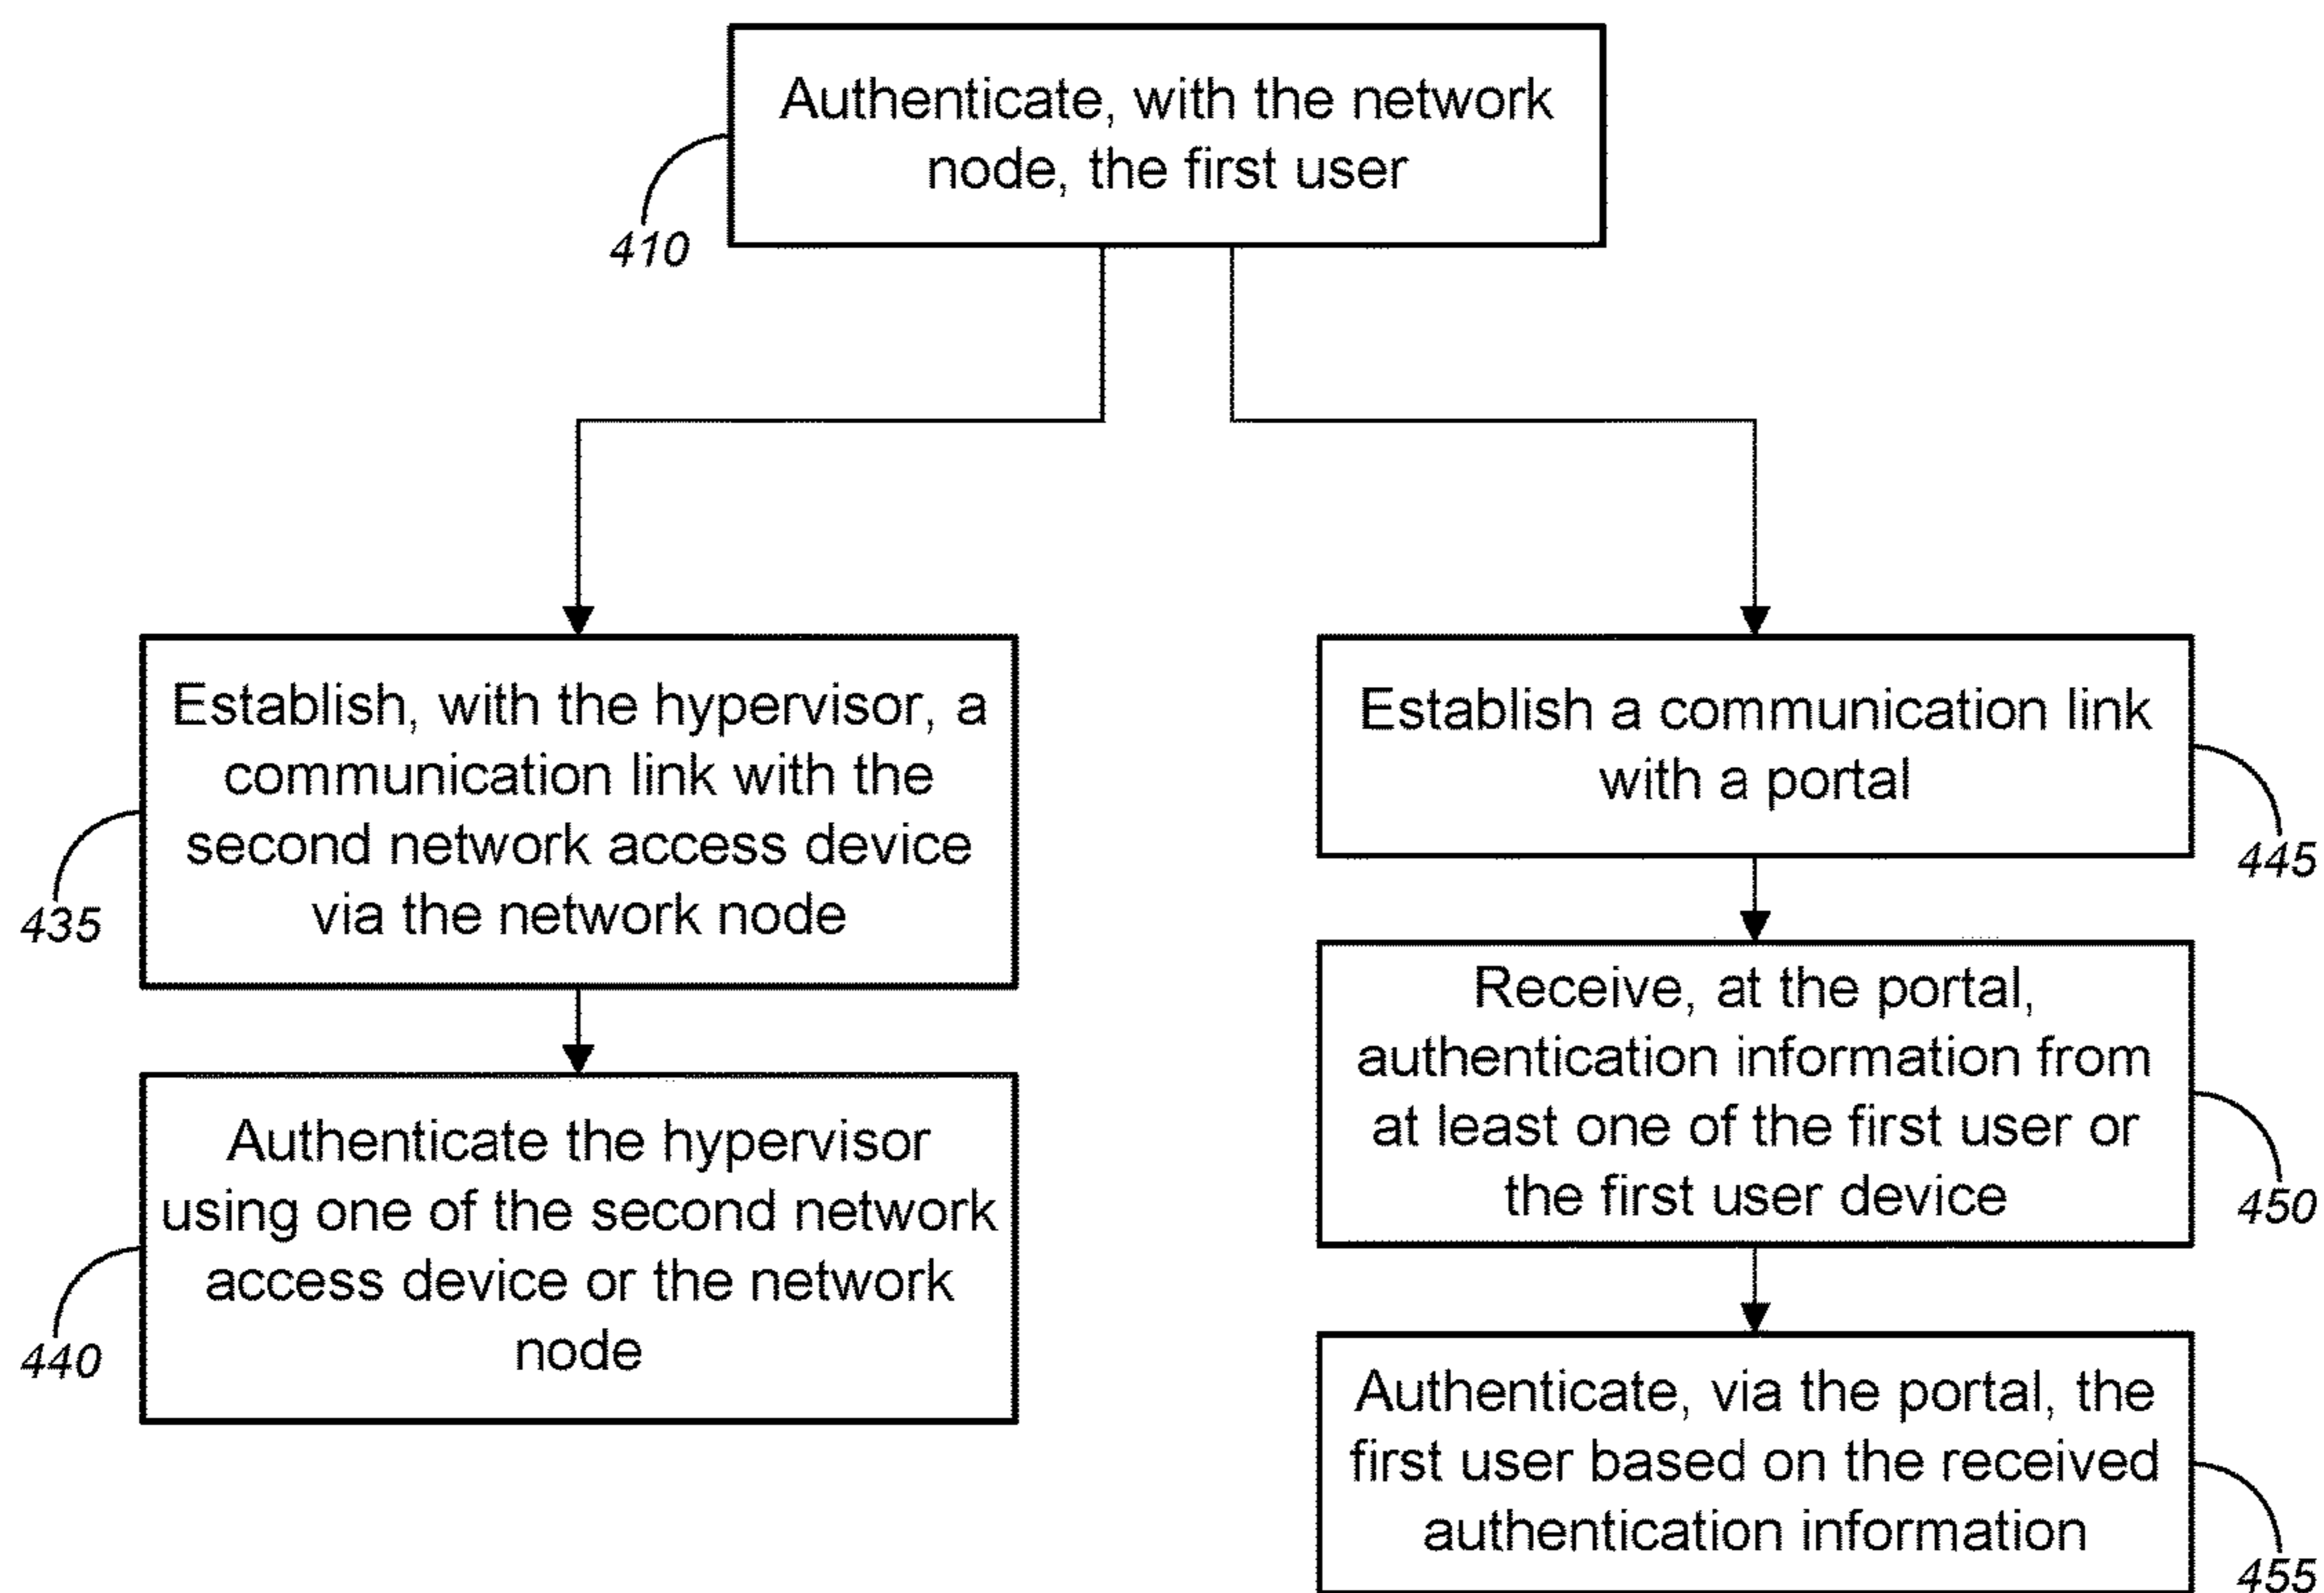 Authenticate, with the network
node, the first user
410
Establish, with the hypervisor, a
communication link with the
second network access device
via the network node
435
Authenticate the hypervisor
using one of the second network
access device or the network
node
440
Establish a communication link
with a portal
445
Receive, at the portal,
authentication information from
at least one of the first user or
the first user device
450
Authenticate, via the portal, the
first user based on the received
authentication information
455